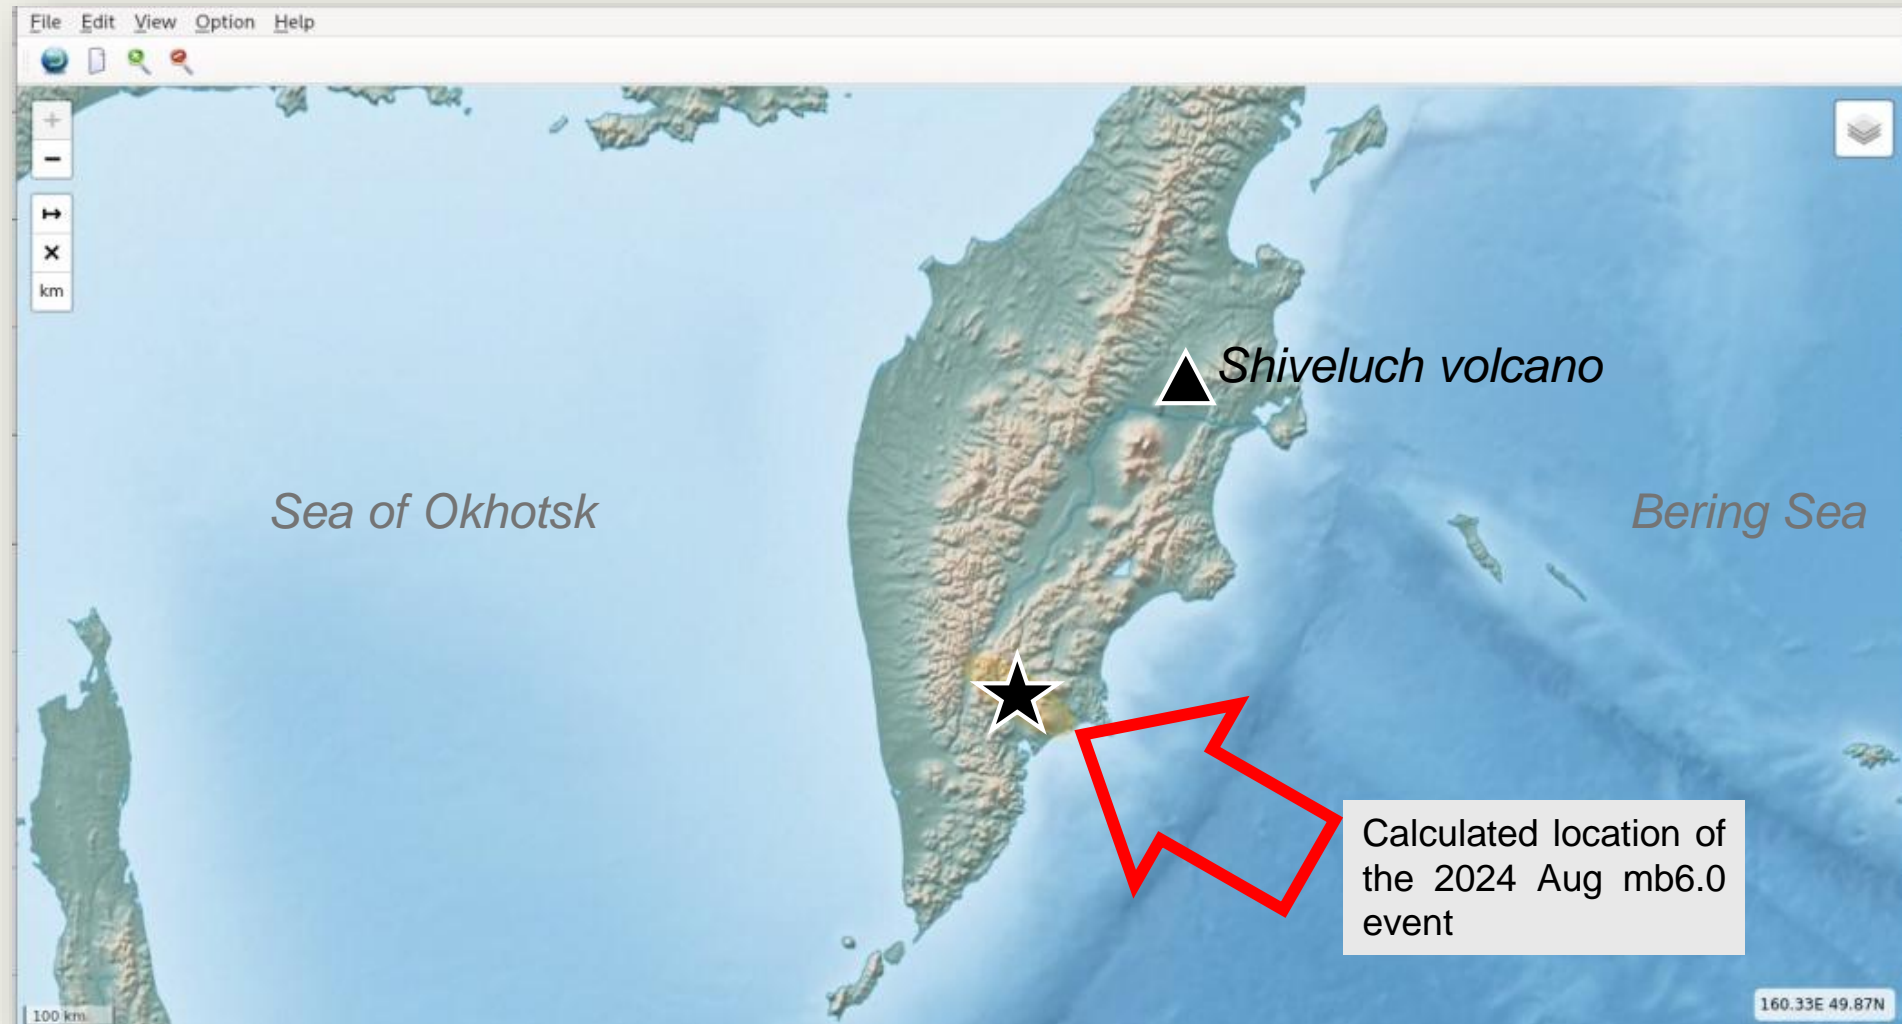 File Edit View Option Help
+
−
km
Shiveluch volcano
Sea of Okhotsk
Bering Sea
Calculated location of
the 2024 Aug mb6.0
event
100 km
160.33E 49.87N